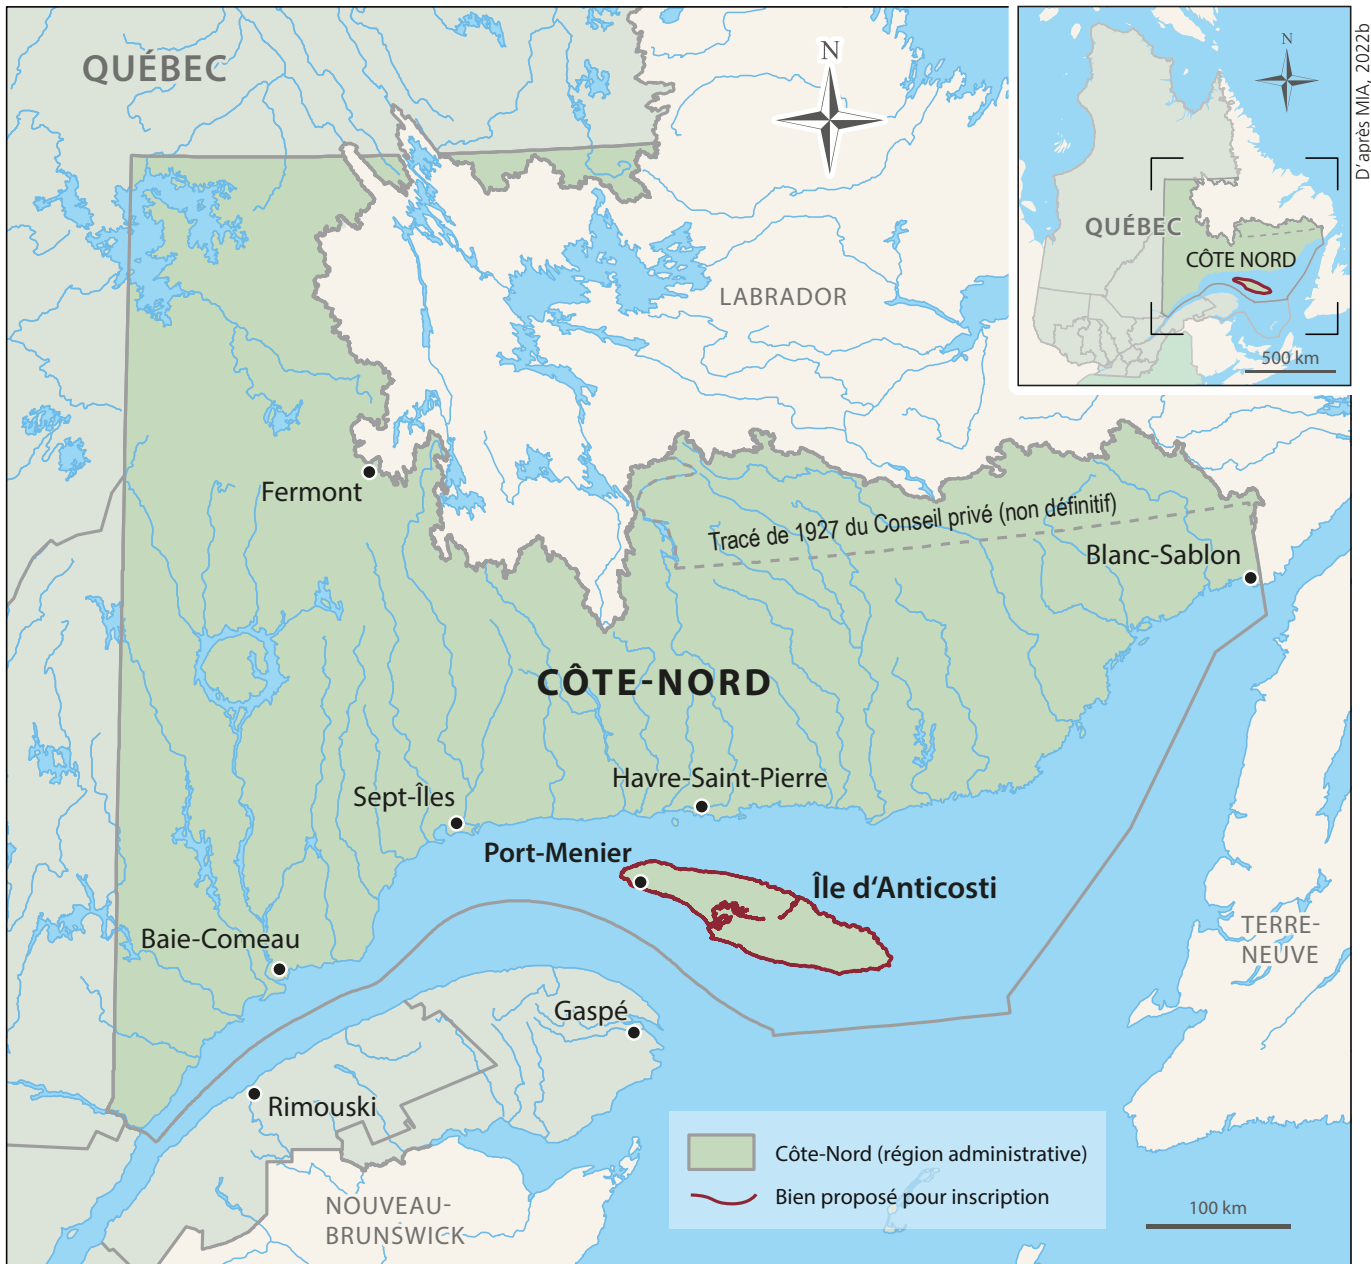 QUÉBEC
N
LABRADOR
Fermont
Tracé de 1927 du Conseil privé (non définitif)
Blanc-Sablon
CÔTE-NORD
Havre-Saint-Pierre
Sept-Îles
Port-Menier
Île d'Anticosti
Baie-Comeau
TERRE-
NEUVE
Gaspé
Rimouski
NOUVEAU-
BRUNSWICK
Côte-Nord (région administrative)
Bien proposé pour inscription
100 km
N
QUÉBEC
CÔTE NORD
500 km
D'après MIA, 2022b